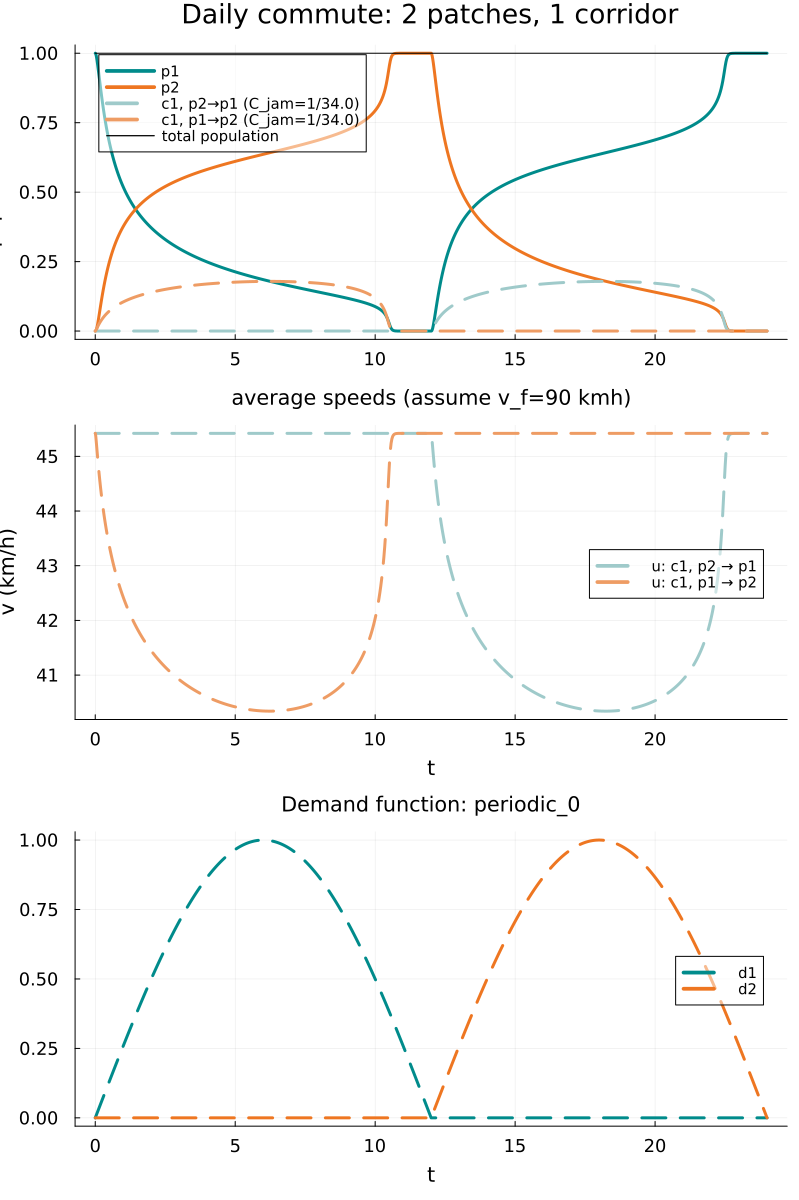 Daily commute: 2 patches, 1 corridor
1.00
0.75
0.50
0.25
0.00
p1
p2
c1, p2→p1 (C_jam=1/34.0)
c1, p1→p2 (C_jam=1/34.0)
total population
0 5 10 15 20
average speeds (assume v_f=90 kmh)
v (km/h)
45
44
43
42
41
u: c1, p2 → p1
u: c1, p1 → p2
0 5 10 15 20
t
Demand function: periodic_0
1.00
0.75
0.50
0.25
0.00
d1
d2
0 5 10 15 20
t